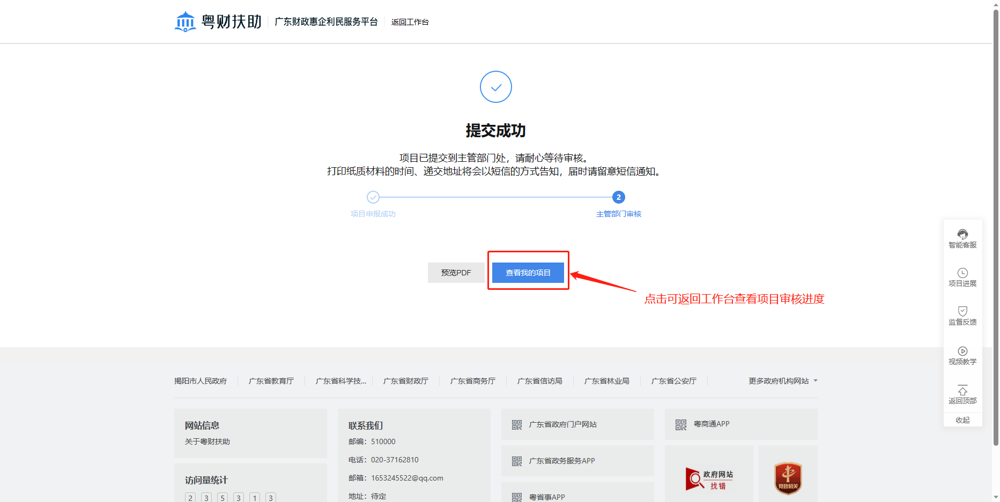 粤财扶助 广东财政惠企利民服务平台 返回工作台
提交成功
项目已提交到主管部门处，请耐心等待审核。
打印纸质材料的时间、递交地址将会以短信的方式告知，届时请留意短信通知。
2
项目申报成功 主管部门审核
预览PDF 查看我的项目
点击可返回工作台查看项目审核进度
智能客服
项目进展
监督反馈
视频教学
返回顶部
收起
揭阳市人民政府 广东省教育厅 广东省科学技... 广东省财政厅 广东省商务厅 广东省信访局 广东省林业局 广东省公安厅 更多政府机构网站
网站信息
关于粤财扶助
访问量统计
2 3 5 3 1 3
联系我们
邮编：510000
电话：020-37162810
邮箱：1653245522@qq.com
地址：待定
广东省政府门户网站
广东省政务服务APP
粤省事APP
粤商通APP
政府网站
找错
党政机关